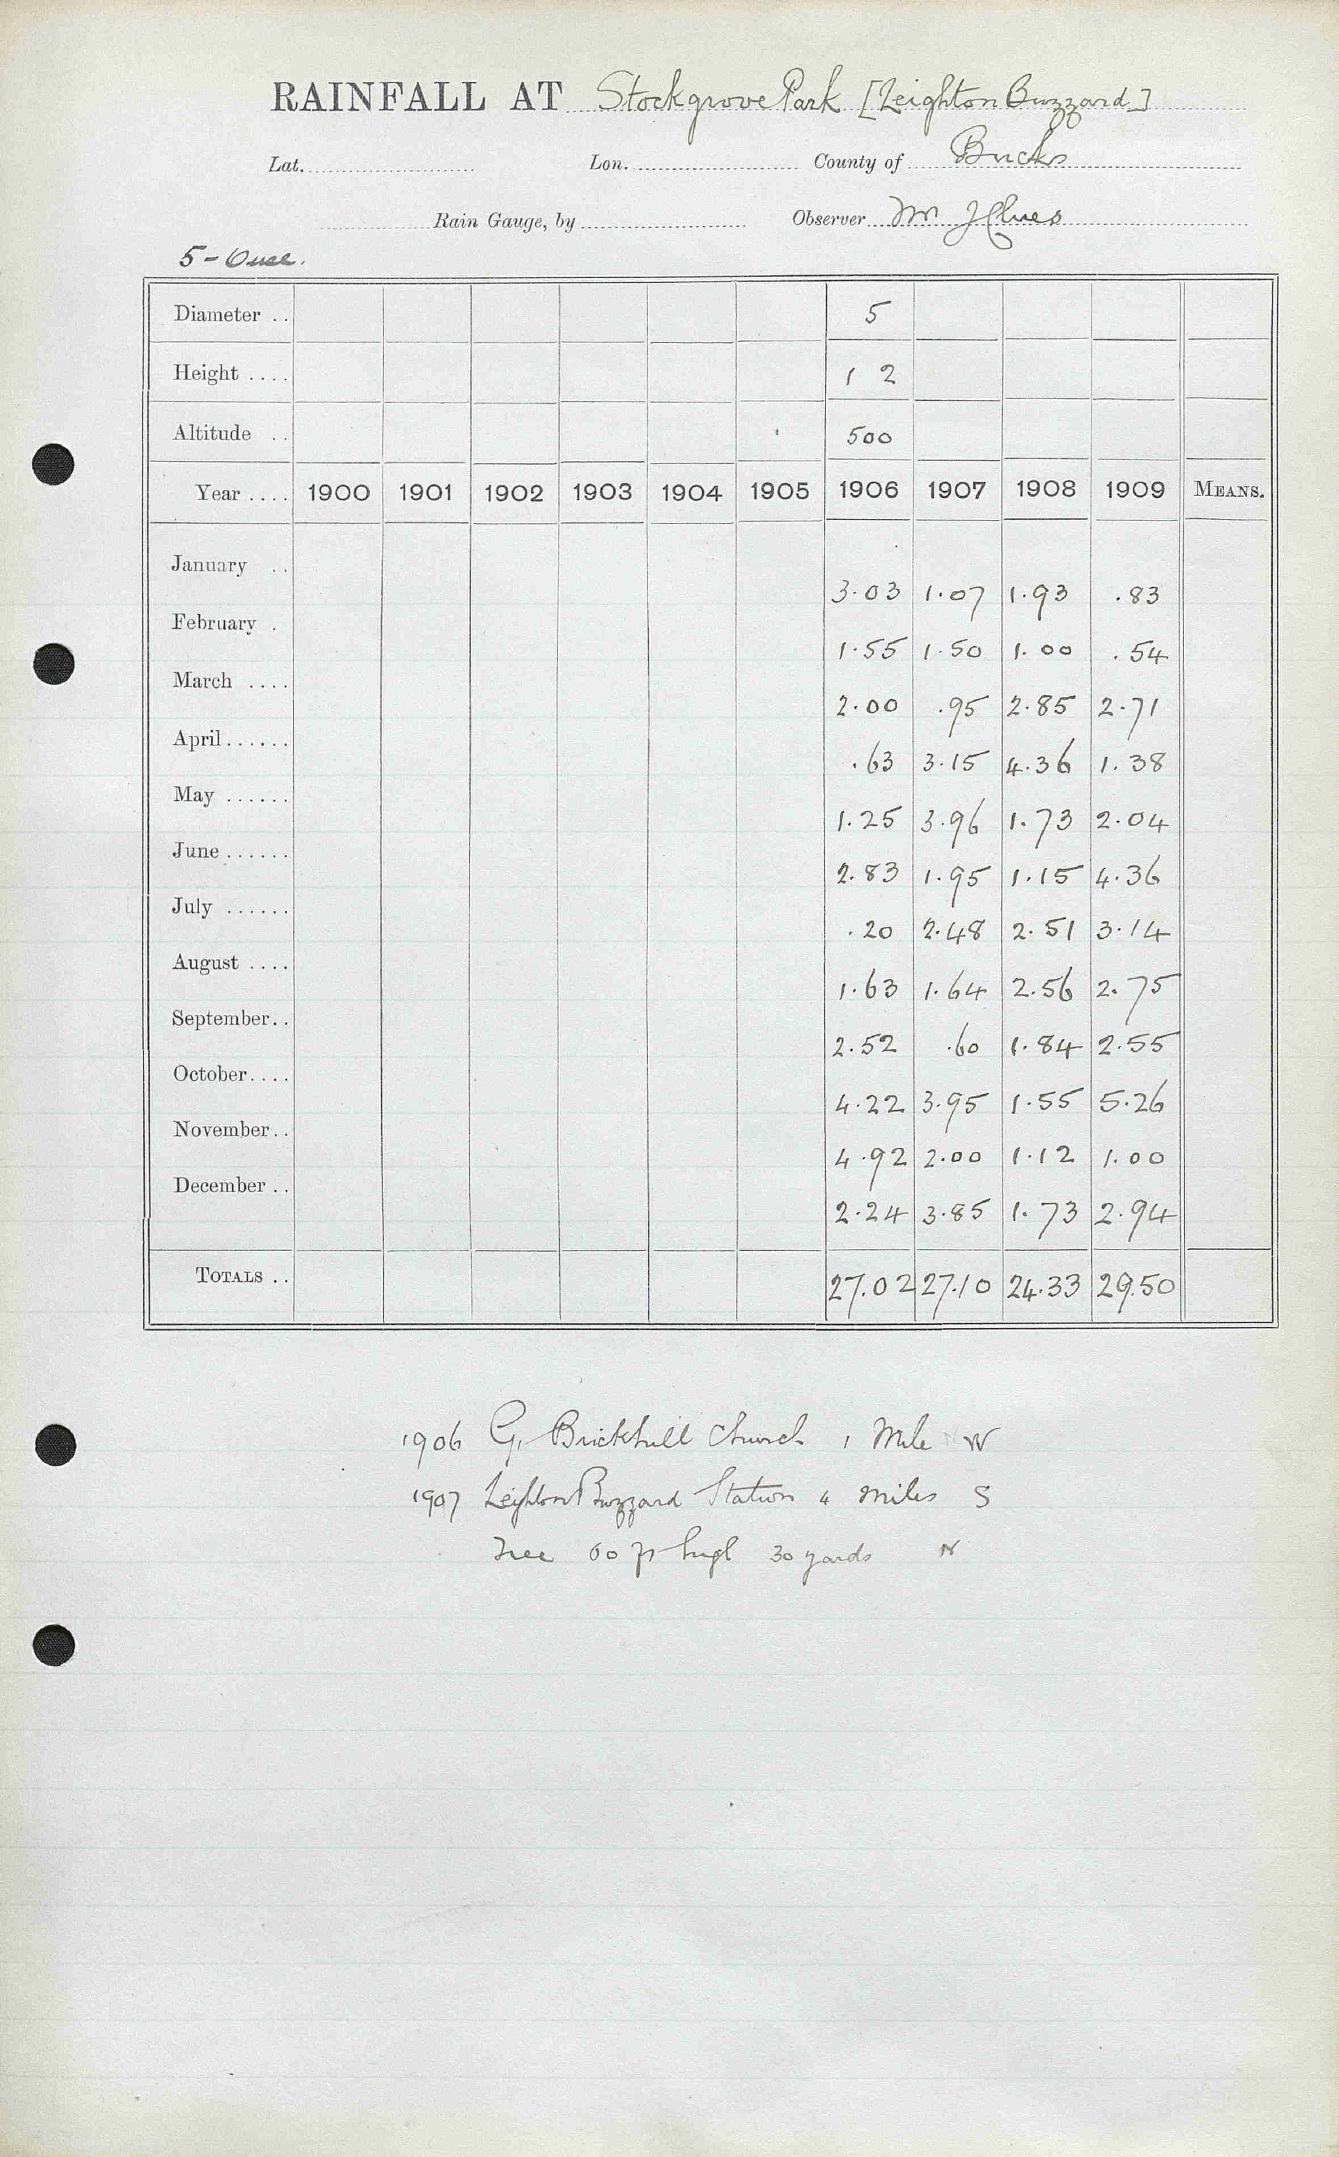 RAINFALL AT Stockgrove Park [Leighton Buzzard]
Lat. Lon. County of Bucks
Rain Gauge, by Observer Mr J
5 - Ouse.
Diameter .. 5
Height .... 1 2
Altitude .. 500
Year .... 1900 1901 1902 1903 1904 1905 1906 1907 1908 1909 MEANS.
January .. 3.03 1.07 1.93 .83
February . 1.55 1.50 1.00 .54
March .... 2.00 .95 2.85 2.71
April...... .63 3.15 4.36 1.38
May ...... 1.25 3.96 1.73 2.04
June...... 2.83 1.95 1.15 4.36
July ...... .20 2.48 2.51 3.14
August .... 1.63 1.64 2.56 2.75
September.. 2.52 .60 1.84 2.55
October.... 4.22 3.95 1.55 5.26
November.. 4.92 2.00 1.12 1.00
December .. 2.24 3.85 1.73 2.94
TOTALS .. 27.02 27.10 24.33 29.50
1906 G. Brickhill Church 1 Mile W
1907 Leighton Buzzard Station 4 miles S
Tree 60 ft high 30 yards N